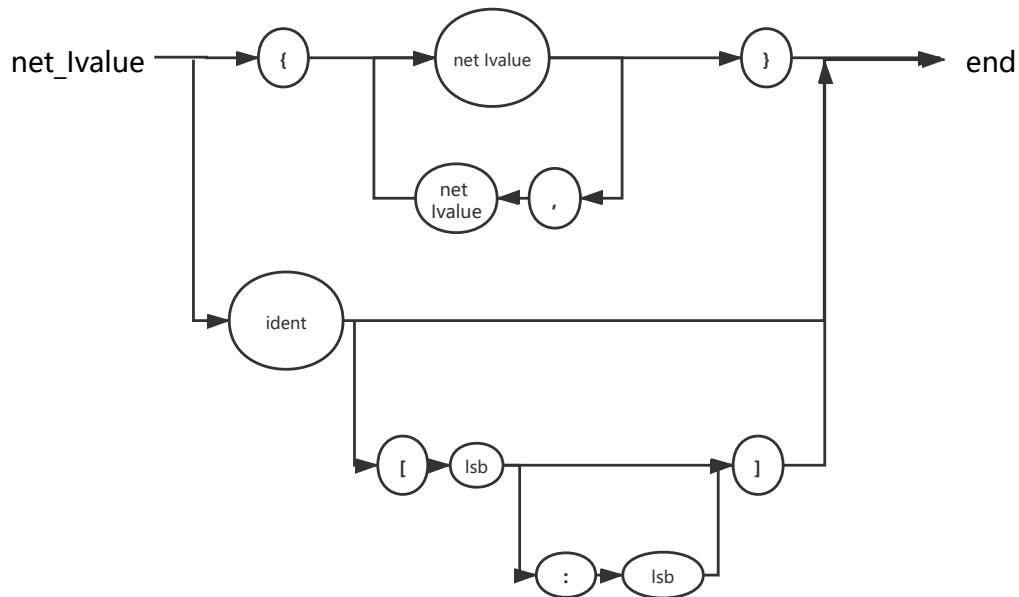 net_lvalue
{
net lvalue
}
end
net
lvalue
,
ident
[
lsb
]
:
lsb